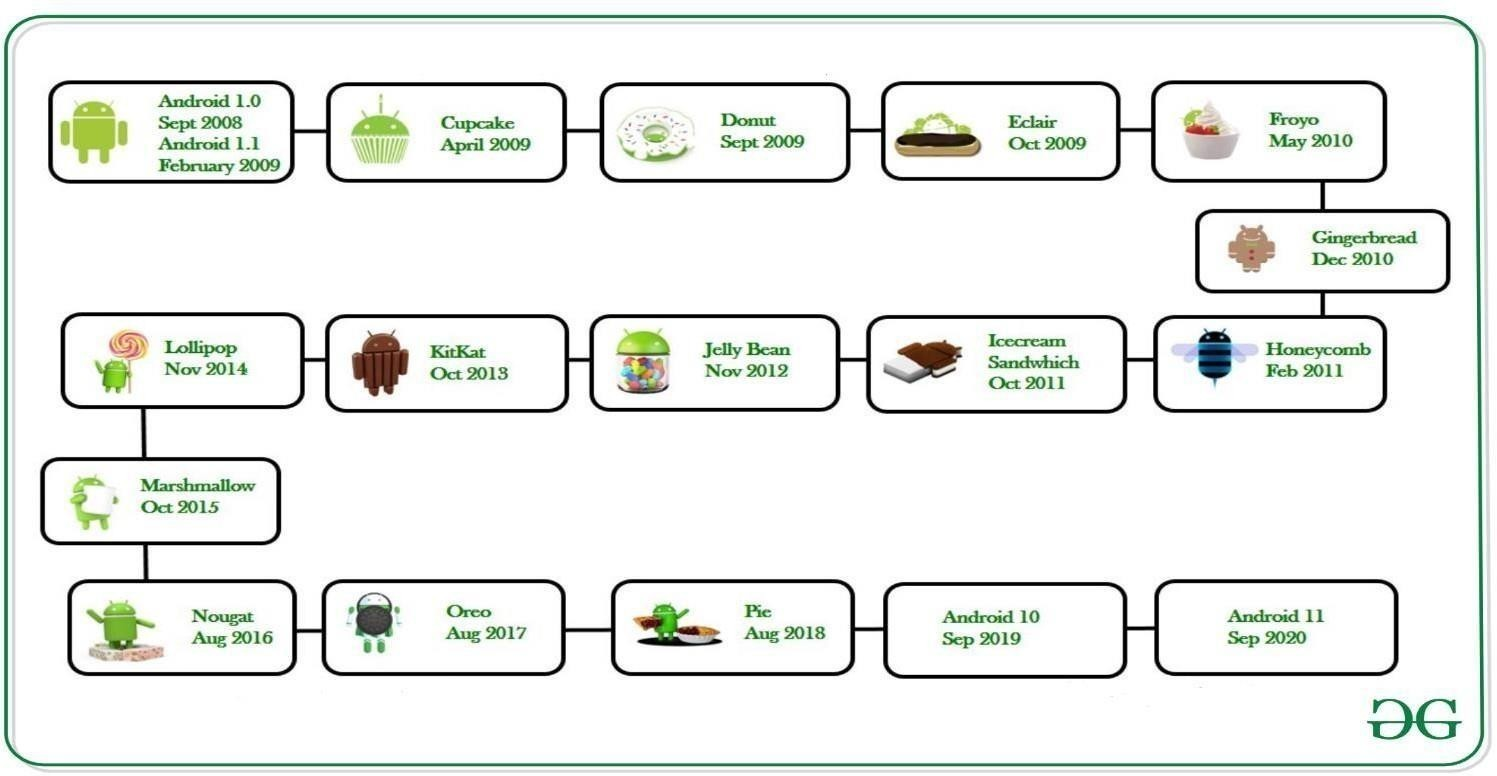 Android 1.0
Sept 2008
Android 1.1
February 2009
Cupcake
April 2009
Donut
Sept 2009
Eclair
Oct 2009
Froyo
May 2010
Gingerbread
Dec 2010
Honeycomb
Feb 2011
Icecream
Sandwhich
Oct 2011
Jelly Bean
Nov 2012
KitKat
Oct 2013
Lollipop
Nov 2014
Marshmallow
Oct 2015
Nougat
Aug 2016
Oreo
Aug 2017
Pie
Aug 2018
Android 10
Sep 2019
Android 11
Sep 2020